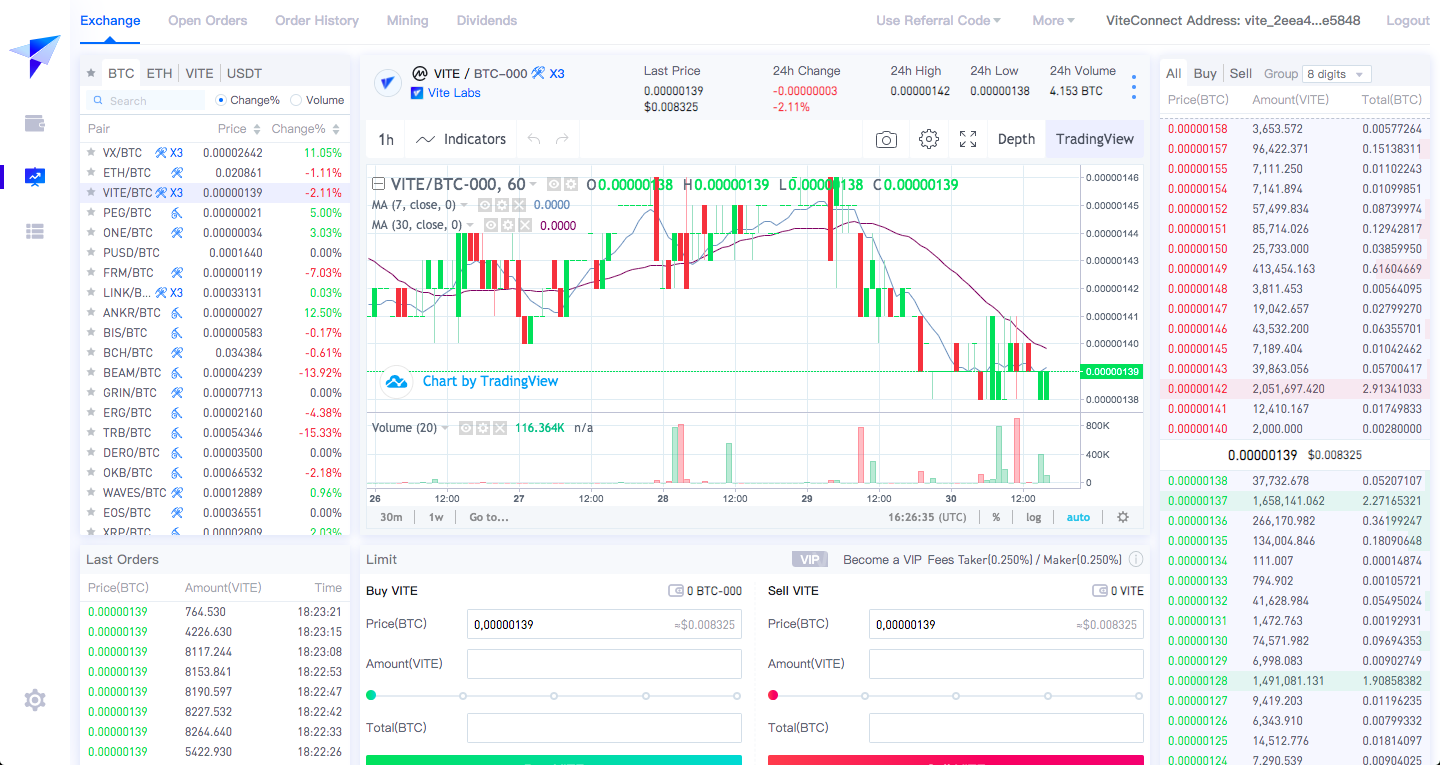 Exchange Open Orders Order History Mining Dividends Use Referral Code More ViteConnect Address: vite_2eea4...e5848 Logout
BTC ETH VITE USDT
Search Change% Volume
Pair Price Change%
VX/BTC X3 0.00002642 11.05%
ETH/BTC 0.020861 -1.11%
VITE/BTC X3 0.00000139 -2.11%
PEG/BTC 0.00000021 5.00%
ONE/BTC 0.00000034 3.03%
PUSD/BTC 0.0001640 0.00%
FRM/BTC 0.00000119 -7.03%
LINK/B... X3 0.00033131 0.03%
ANKR/BTC 0.00000027 12.50%
BIS/BTC 0.00000583 -0.17%
BCH/BTC 0.034384 -0.61%
BEAM/BTC 0.00004239 -13.92%
GRIN/BTC 0.00007713 0.00%
ERG/BTC 0.00002160 -4.38%
TRB/BTC 0.00054346 -15.33%
DERO/BTC 0.00003500 0.00%
OKB/BTC 0.00066532 -2.18%
WAVES/BTC 0.00012889 0.96%
EOS/BTC 0.00036551 0.00%
XRP/BTC 0.00002809 2.03%
Last Orders
Price(BTC) Amount(VITE) Time
0.00000139 764.530 18:23:21
0.00000139 4226.630 18:23:15
0.00000139 8117.244 18:23:08
0.00000139 8153.841 18:22:53
0.00000139 8190.597 18:22:47
0.00000139 8227.532 18:22:42
0.00000139 8264.640 18:22:33
0.00000139 5422.930 18:22:26
VITE / BTC-000 X3
Vite Labs
Last Price 24h Change 24h High 24h Low 24h Volume
0.00000139 -0.00000003 0.00000142 0.00000138 4.153 BTC
$0.008325 -2.11%
1h Indicators Depth TradingView
VITE/BTC-000, 60 O0.00000138 H0.00000139 L0.00000138 C0.00000139
MA (7, close, 0) 0.0000
MA (30, close, 0) 0.0000
0.00000146
0.00000145
0.00000144
0.00000143
0.00000142
0.00000141
0.00000140
0.00000139
0.00000138
Chart by TradingView
Volume (20) 116.364K n/a
800K
400K
0
26 12:00 27 12:00 28 12:00 29 12:00 30 12:00
30m 1w Go to... 16:26:35 (UTC) % log auto
Limit VIP Become a VIP Fees Taker(0.250%) / Maker(0.250%)
Buy VITE 0 BTC-000
Price(BTC) 0,00000139 ≈$0.008325
Amount(VITE)
Total(BTC)
Sell VITE 0 VITE
Price(BTC) 0,00000139 ≈$0.008325
Amount(VITE)
Total(BTC)
All Buy Sell Group 8 digits
Price(BTC) Amount(VITE) Total(BTC)
0.00000158 3,653.572 0.00577264
0.00000157 96,422.371 0.15138311
0.00000155 7,111.250 0.01102243
0.00000154 7,141.894 0.01099851
0.00000152 57,499.834 0.08739974
0.00000151 85,714.026 0.12942817
0.00000150 25,733.000 0.03859950
0.00000149 413,454.163 0.61604669
0.00000148 3,811.453 0.00564095
0.00000147 19,042.657 0.02799270
0.00000146 43,532.200 0.06355701
0.00000145 7,189.404 0.01042462
0.00000143 39,863.056 0.05700417
0.00000142 2,051,697.420 2.91341033
0.00000141 12,410.167 0.01749833
0.00000140 2,000.000 0.00280000
0.00000139 $0.008325
0.00000138 37,732.678 0.05207107
0.00000137 1,658,141.062 2.27165321
0.00000136 266,170.982 0.36199247
0.00000135 134,004.846 0.18090648
0.00000134 111.007 0.00014874
0.00000133 794.902 0.00105721
0.00000132 41,628.984 0.05495024
0.00000131 1,472.763 0.00192931
0.00000130 74,571.982 0.09694353
0.00000129 6,998.083 0.00902749
0.00000128 1,491,081.131 1.90858382
0.00000127 9,419.203 0.01196235
0.00000126 6,343.910 0.00799332
0.00000125 14,512.776 0.01814097
0.00000124 7,290.539 0.00904025